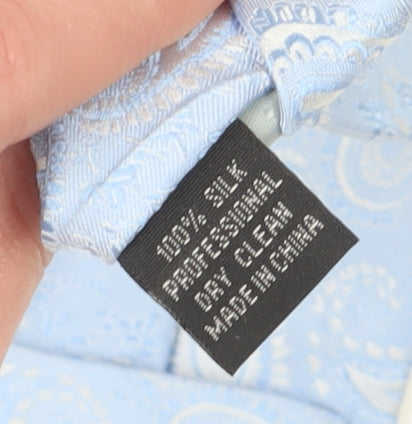 100% SILK
PROFESSIONAL
DRY CLEAN
MADE IN CHINA